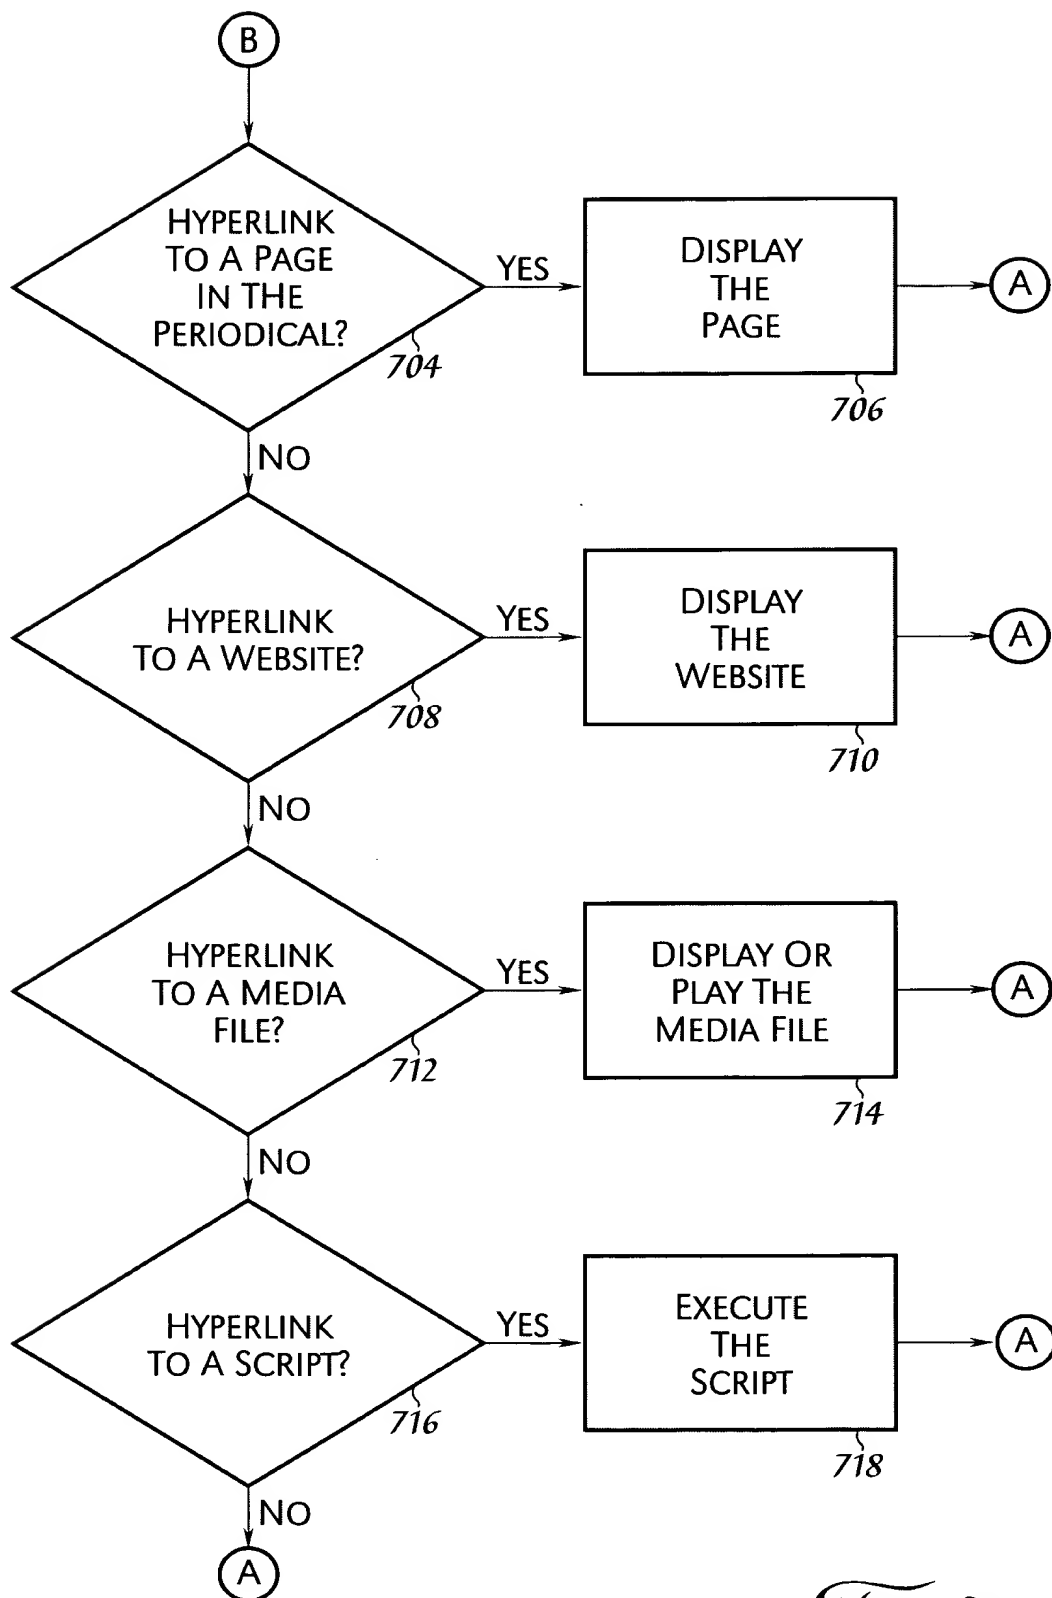 B
HYPERLINK
TO A PAGE
IN THE
PERIODICAL?
704
YES
DISPLAY
THE
PAGE
706
A
NO
HYPERLINK
TO A WEBSITE?
708
YES
DISPLAY
THE
WEBSITE
710
A
NO
HYPERLINK
TO A MEDIA
FILE?
712
YES
DISPLAY OR
PLAY THE
MEDIA FILE
714
A
NO
HYPERLINK
TO A SCRIPT?
716
YES
EXECUTE
THE
SCRIPT
718
A
NO
A